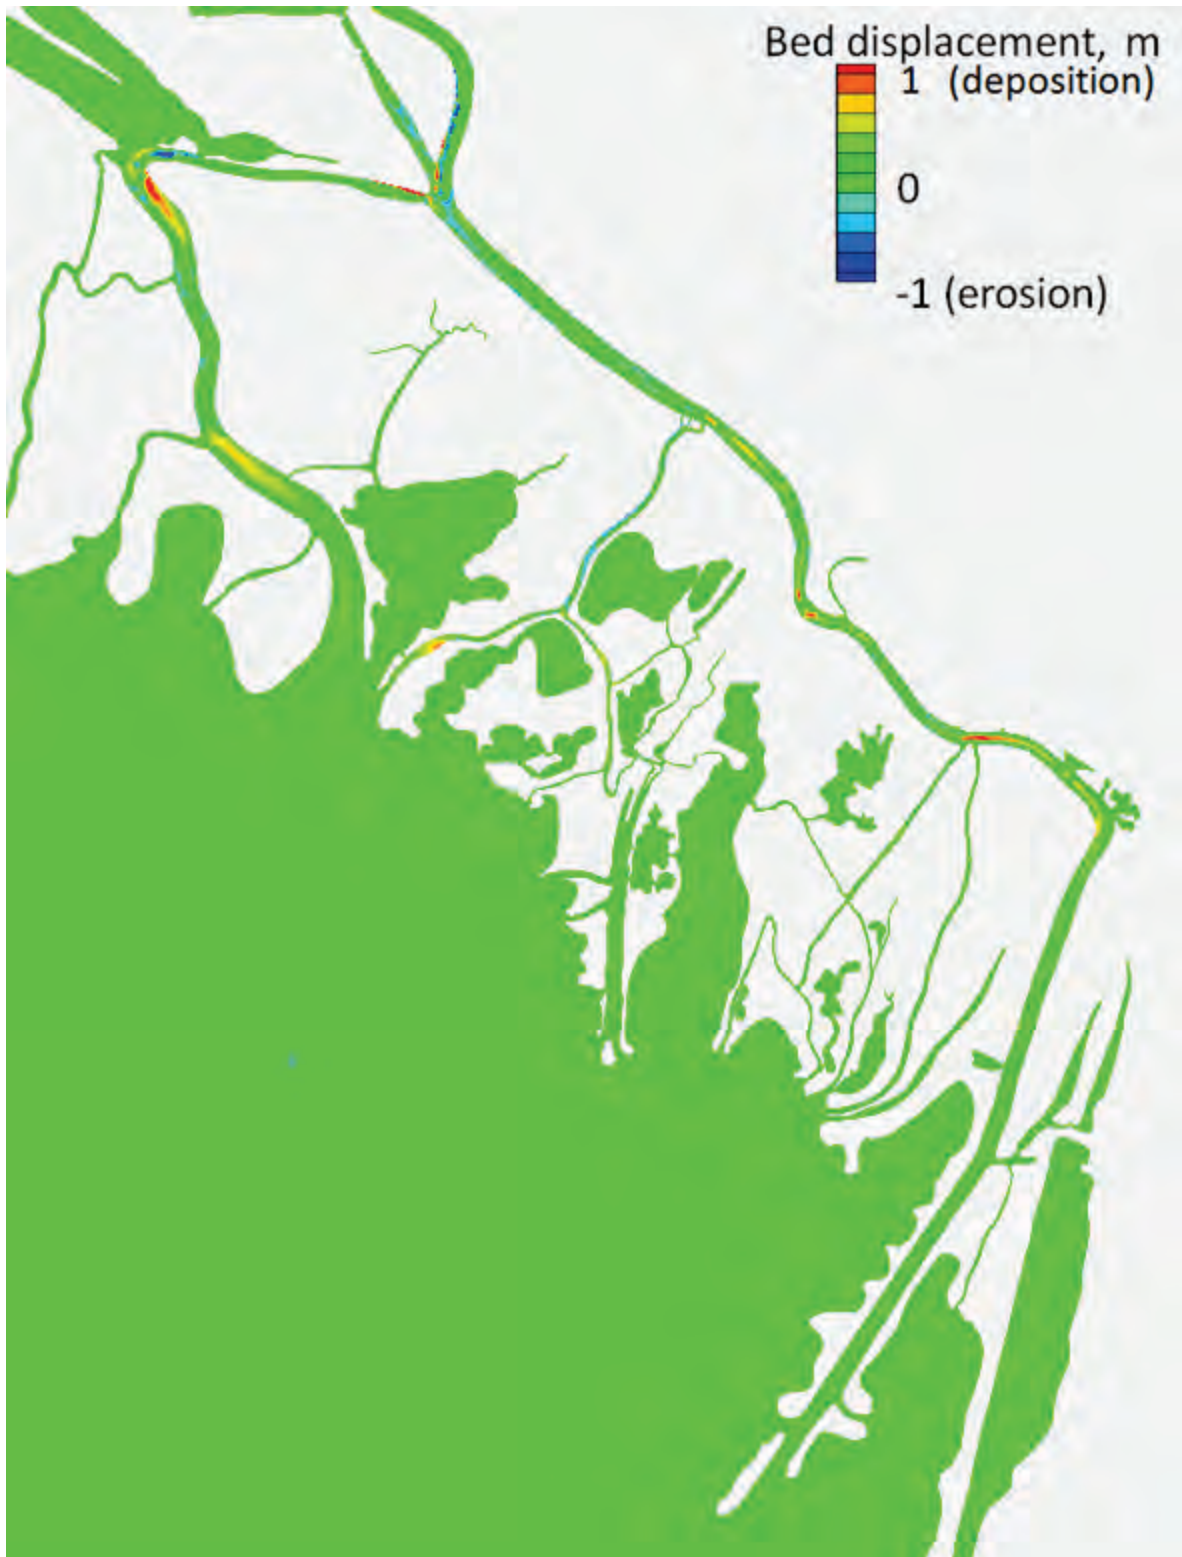 Bed displacement, m
1 (deposition)
0
-1 (erosion)